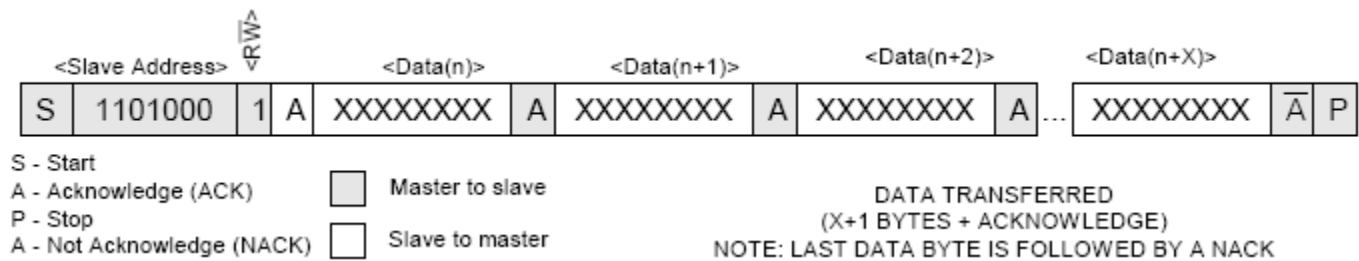 <RW̅>
<Slave Address> <Data(n)> <Data(n+1)> <Data(n+2)> <Data(n+X)>
S 1101000 1 A XXXXXXXX A XXXXXXXX A XXXXXXXX A ... XXXXXXXX A̅ P
S - Start
A - Acknowledge (ACK)
P - Stop
A - Not Acknowledge (NACK)
Master to slave
Slave to master
DATA TRANSFERRED
(X+1 BYTES + ACKNOWLEDGE)
NOTE: LAST DATA BYTE IS FOLLOWED BY A NACK